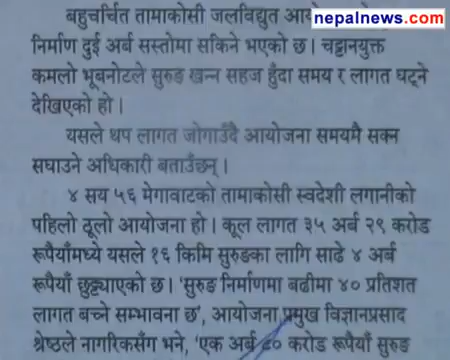 nepalnews.com
बहुचर्चित तामाकोसी जलविद्युत
निर्माण दुई अर्ब सस्तोमा सकिने भएको छ। चट्टानयुक्त
कमलो भूबनोटले सुरुङ खन्न सहज हुँदा समय र लागत घट्ने
देखिएको हो।
यसले थप लागत जोगाउँदै आयोजना समयमै सक्न
सघाउने अधिकारी बताउँछन्।
४ सय ५६ मेगावाटको तामाकोसी स्वदेशी लगानीको
पहिलो ठूलो आयोजना हो। कूल लागत ३५ अर्ब २९ करोड
रूपैयाँमध्ये यसले १६ किमि सुरुङका लागि साढे ४ अर्ब
रूपैयाँ छुट्ट्याएको छ। 'सुरुङ निर्माणमा बढीमा ४० प्रतिशत
लागत बच्ने सम्भावना छ', आयोजना प्रमुख विज्ञानप्रसाद
श्रेष्ठले नागरिकसँग भने, 'एक अर्ब ८० करोड रूपैयाँ सुरुङ